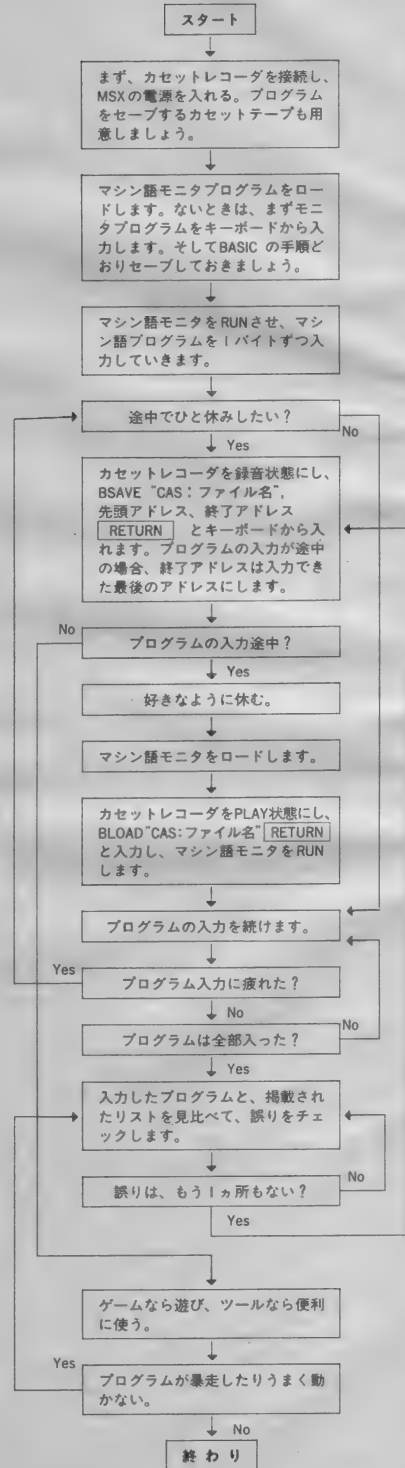 スタート
まず、カセットレコーダを接続し、
MSXの電源を入れる。プログラム
をセーブするカセットテープも用
意しましょう。
マシン語モニタプログラムをロー
ドします。ないときは、まずモニ
タプログラムをキーボードから入
力します。そしてBASIC の手順ど
おりセーブしておきましょう。
マシン語モニタをRUNさせ、マシ
ン語プログラムを1バイトずつ入
力していきます。
途中でひと休みしたい?
No
Yes
カセットレコーダを録音状態にし、
BSAVE "CAS:ファイル名",
先頭アドレス、終了アドレス
RETURN とキーボードから入
れます。プログラムの入力が途中
の場合、終了アドレスは入力でき
た最後のアドレスにします。
No
プログラムの入力途中?
Yes
好きなように休む。
マシン語モニタをロードします。
カセットレコーダをPLAY状態にし、
BLOAD"CAS:ファイル名" RETURN
と入力し、マシン語モニタをRUN
します。
プログラムの入力を続けます。
Yes
プログラム入力に疲れた?
No
プログラムは全部入った?
No
Yes
入力したプログラムと、掲載され
たリストを見比べて、誤りをチェ
ックします。
No
誤りは、もう1ヵ所もない?
Yes
ゲームなら遊び、ツールなら便利
に使う。
Yes
プログラムが暴走したりうまく動
かない。
No
終わり